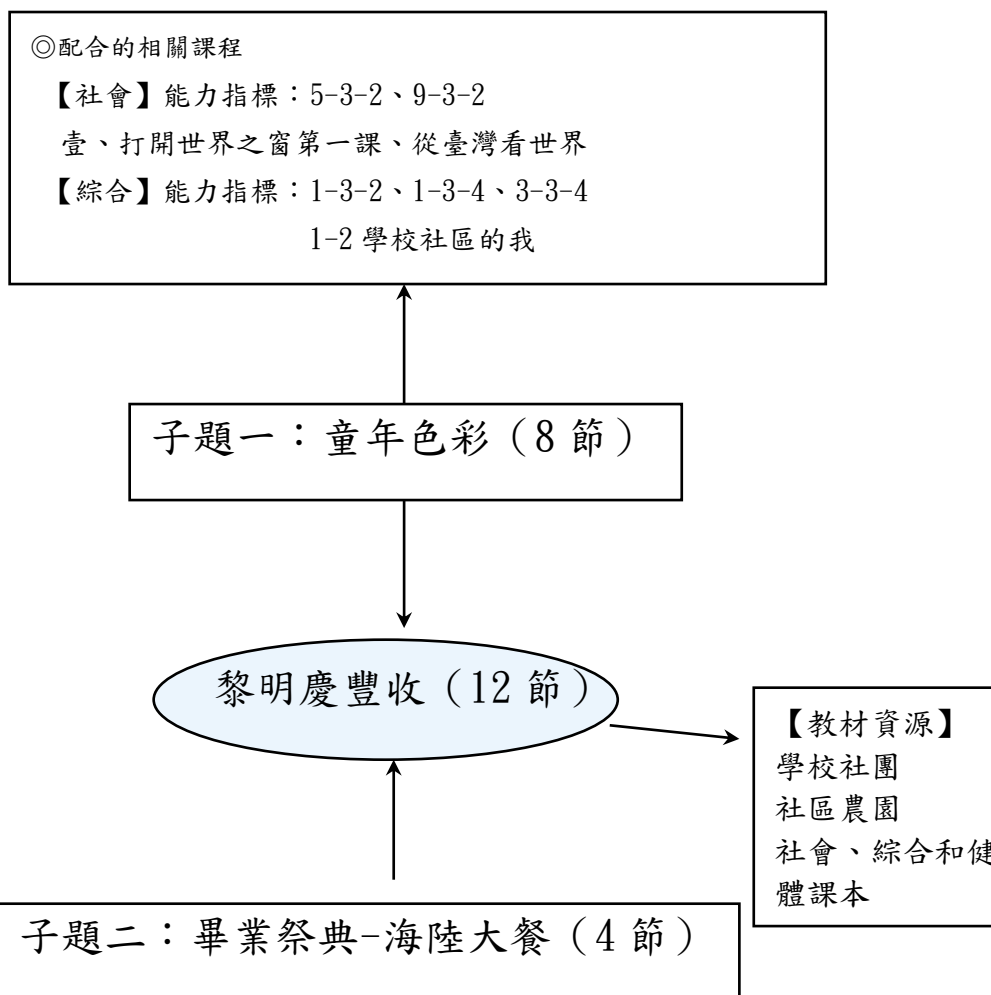 ◎配合的相關課程
【社會】能力指標：5-3-2、9-3-2
壹、打開世界之窗第一課、從臺灣看世界
【綜合】能力指標：1-3-2、1-3-4、3-3-4
1-2 學校社區的我
子題一：童年色彩（8 節）
黎明慶豐收（12 節）
【教材資源】
學校社團
社區農園
社會、綜合和健
體課本
子題二：畢業祭典-海陸大餐（4 節）